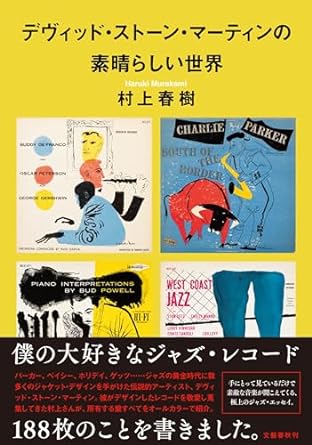 デヴィッド・ストーン・マーティンの
素晴らしい世界
Haruki Murakami
村上春樹
BUDDY DEFRANCO
OSCAR PETERSON
GEORGE GERSHWIN
CHARLIE PARKER
SOUTH OF THE BORDER
PIANO INTERPRETATIONS
BY BUD POWELL
HI-FI
WEST COAST
JAZZ
STAN GETZ
僕の大好きなジャズ・レコード
パーカー、ベイシー、ホリデイ、ゲッツ……ジャズの黄金時代に数
多くのジャケット・デザインを手がけた伝説的アーティスト、デヴィ
ッド・ストーン・マーティン。彼がデザインしたレコードを敬愛し蒐
集してきた村上さんが、所有する盤すべてをオールカラーで紹介。
手にとって見ているだけで
素敵な音楽が聞こえてくる、
極上のジャズ・エッセイ。
188枚のことを書きました。
文藝春秋刊